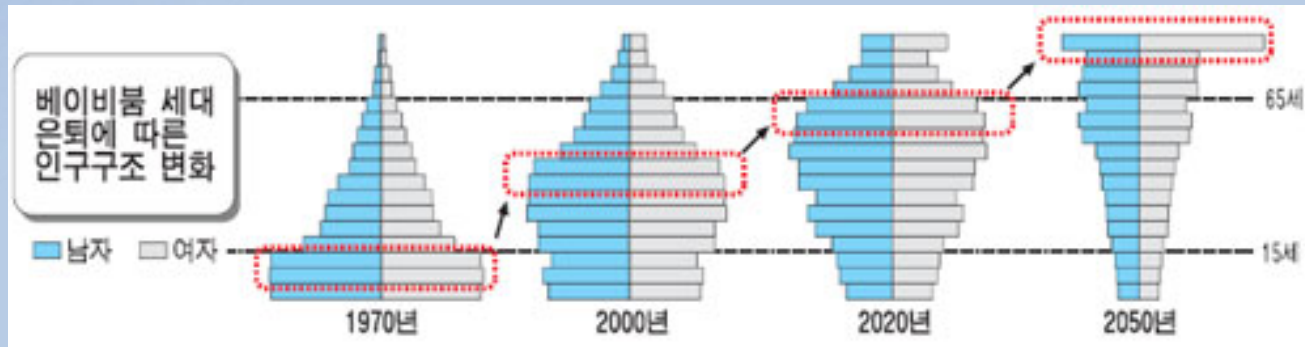 베이비붐 세대
은퇴에 따른
인구구조 변화
남자 여자
65세
15세
1970년 2000년 2020년 2050년